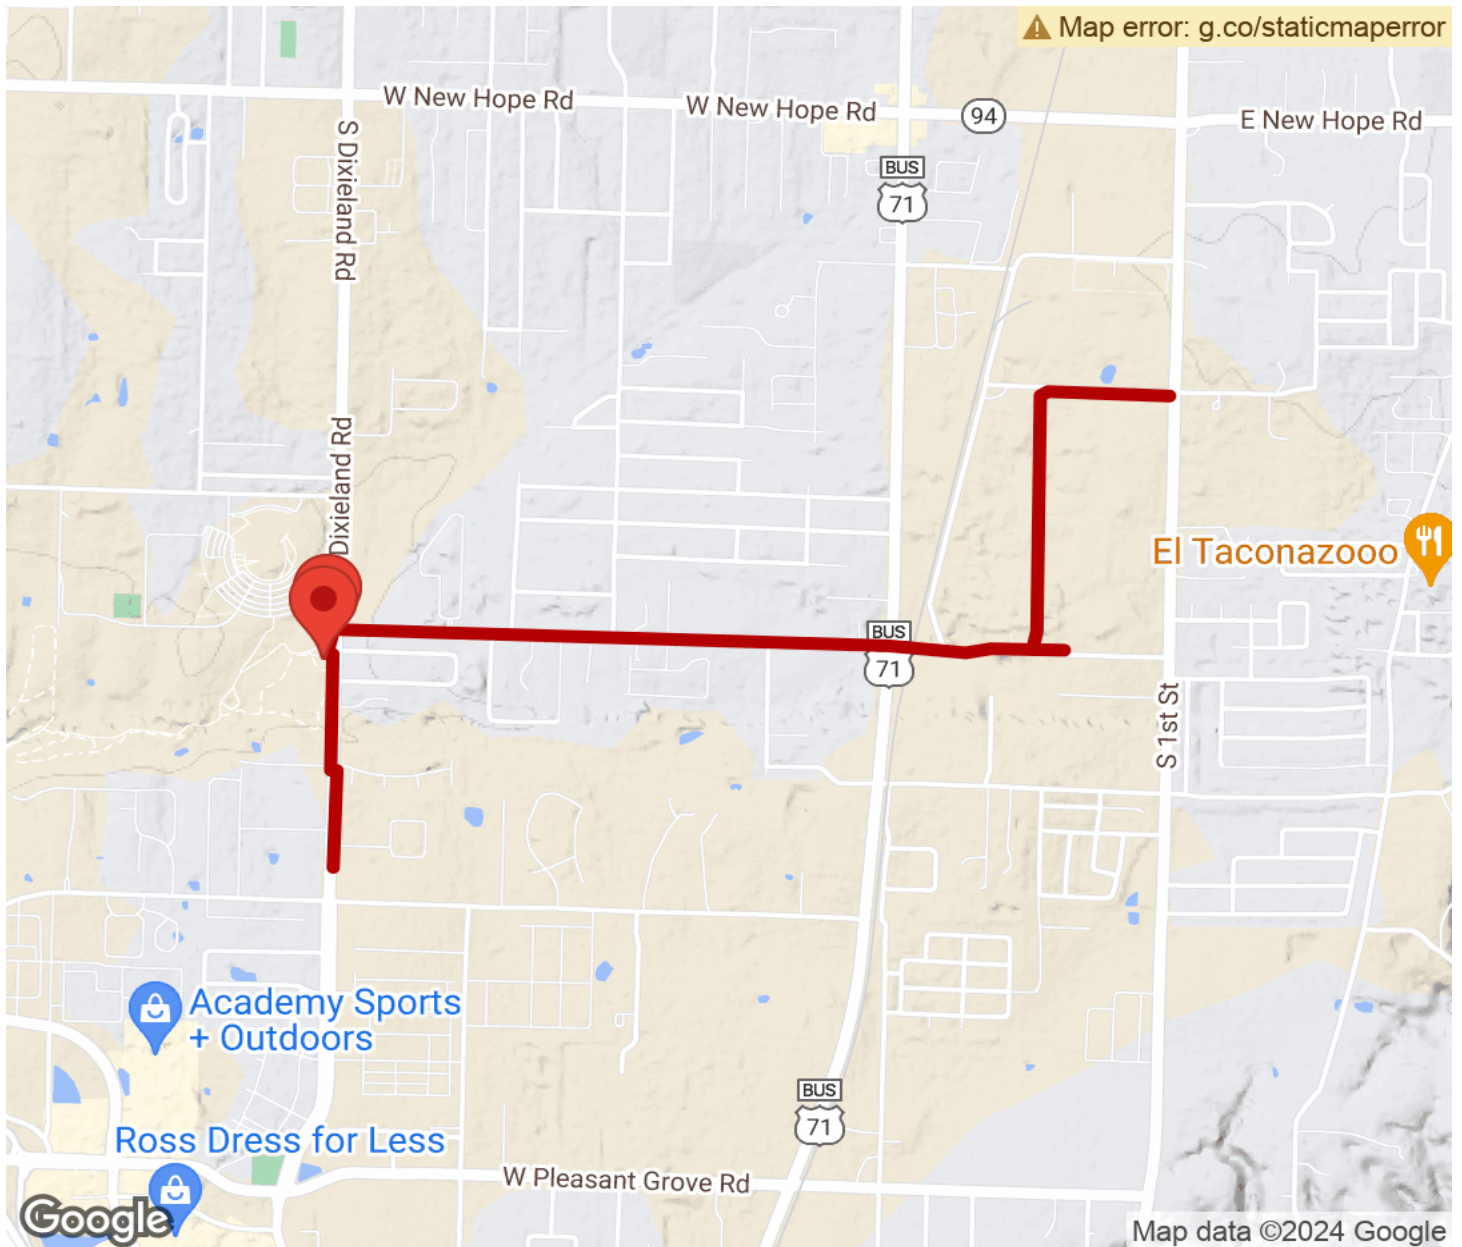 Map error: g.co/staticmaperror
W New Hope Rd
W New Hope Rd
94
E New Hope Rd
S Dixieland Rd
BUS
71
Dixieland Rd
El Taconazooo
BUS
71
S 1st St
Academy Sports
+ Outdoors
BUS
71
Ross Dress for Less
W Pleasant Grove Rd
Google
Map data ©2024 Google